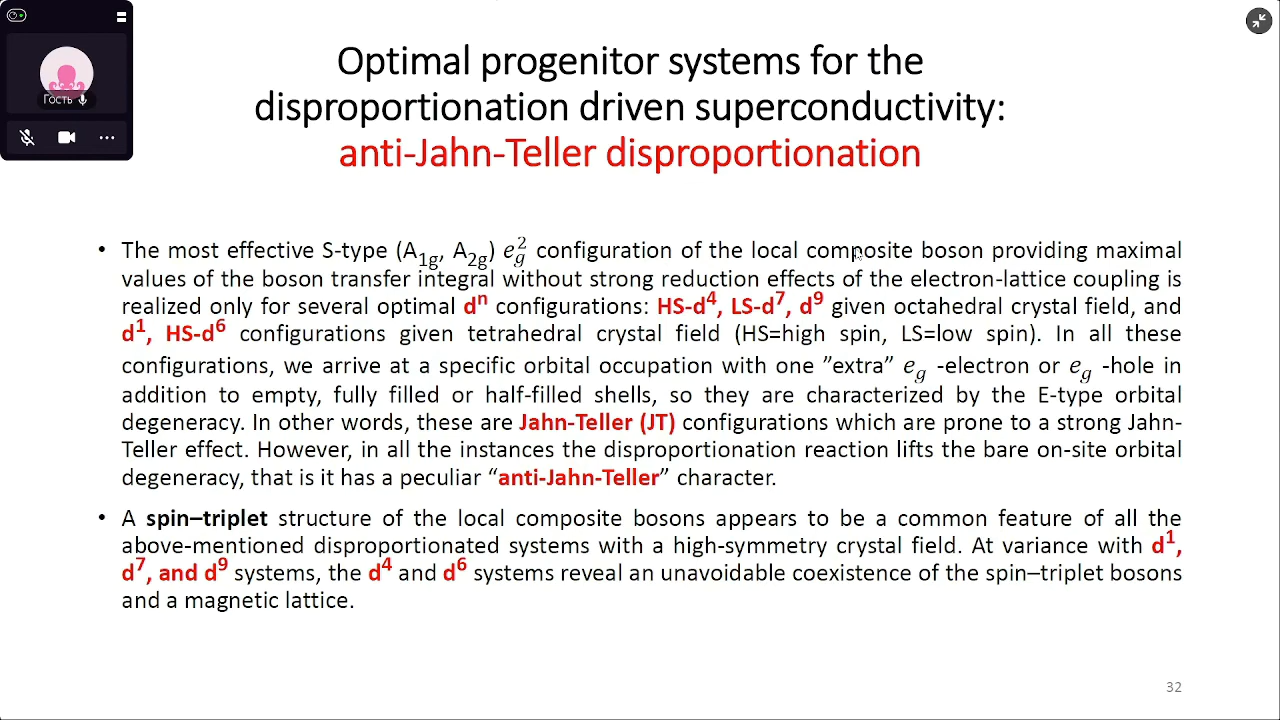 Гость
Optimal progenitor systems for the
disproportionation driven superconductivity:
anti-Jahn-Teller disproportionation
• The most effective S-type (A1g, A2g) e_g^2 configuration of the local composite boson providing maximal
values of the boson transfer integral without strong reduction effects of the electron-lattice coupling is
realized only for several optimal dⁿ configurations: HS-d⁴, LS-d⁷, d⁹ given octahedral crystal field, and
d¹, HS-d⁶ configurations given tetrahedral crystal field (HS=high spin, LS=low spin). In all these
configurations, we arrive at a specific orbital occupation with one ”extra” e_g -electron or e_g -hole in
addition to empty, fully filled or half-filled shells, so they are characterized by the E-type orbital
degeneracy. In other words, these are Jahn-Teller (JT) configurations which are prone to a strong Jahn-
Teller effect. However, in all the instances the disproportionation reaction lifts the bare on-site orbital
degeneracy, that is it has a peculiar “anti-Jahn-Teller” character.
• A spin–triplet structure of the local composite bosons appears to be a common feature of all the
above-mentioned disproportionated systems with a high-symmetry crystal field. At variance with d¹,
d⁷, and d⁹ systems, the d⁴ and d⁶ systems reveal an unavoidable coexistence of the spin–triplet bosons
and a magnetic lattice.
32